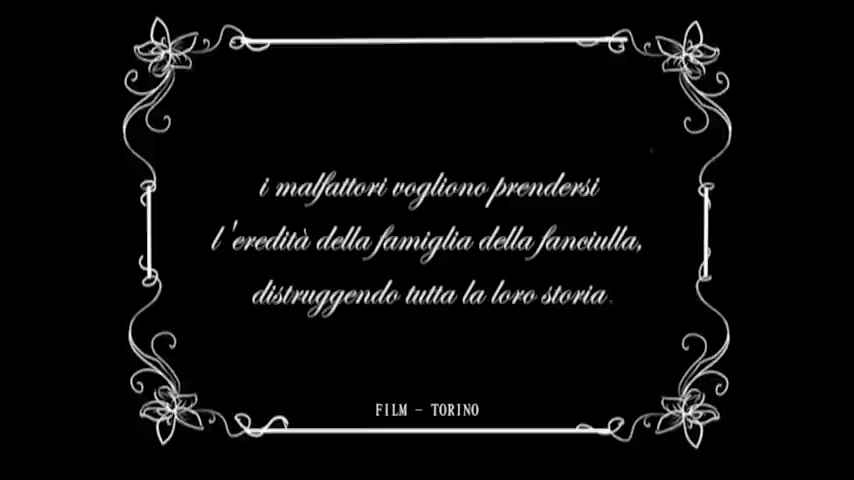 i malfattori vogliono prendersi
l'eredità della famiglia della fanciulla,
distruggendo tutta la loro storia.
FILM - TORINO